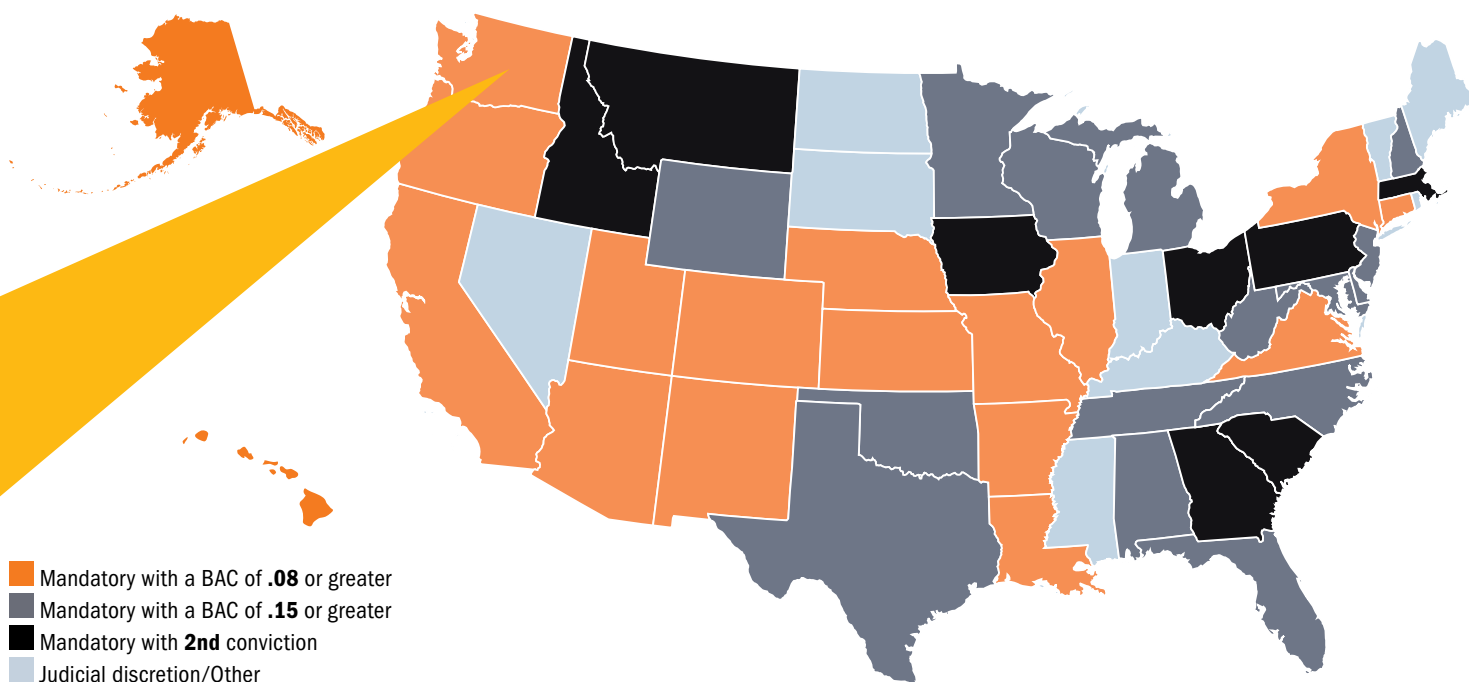 Mandatory with a BAC of .08 or greater
Mandatory with a BAC of .15 or greater
Mandatory with 2nd conviction
Judicial discretion/Other